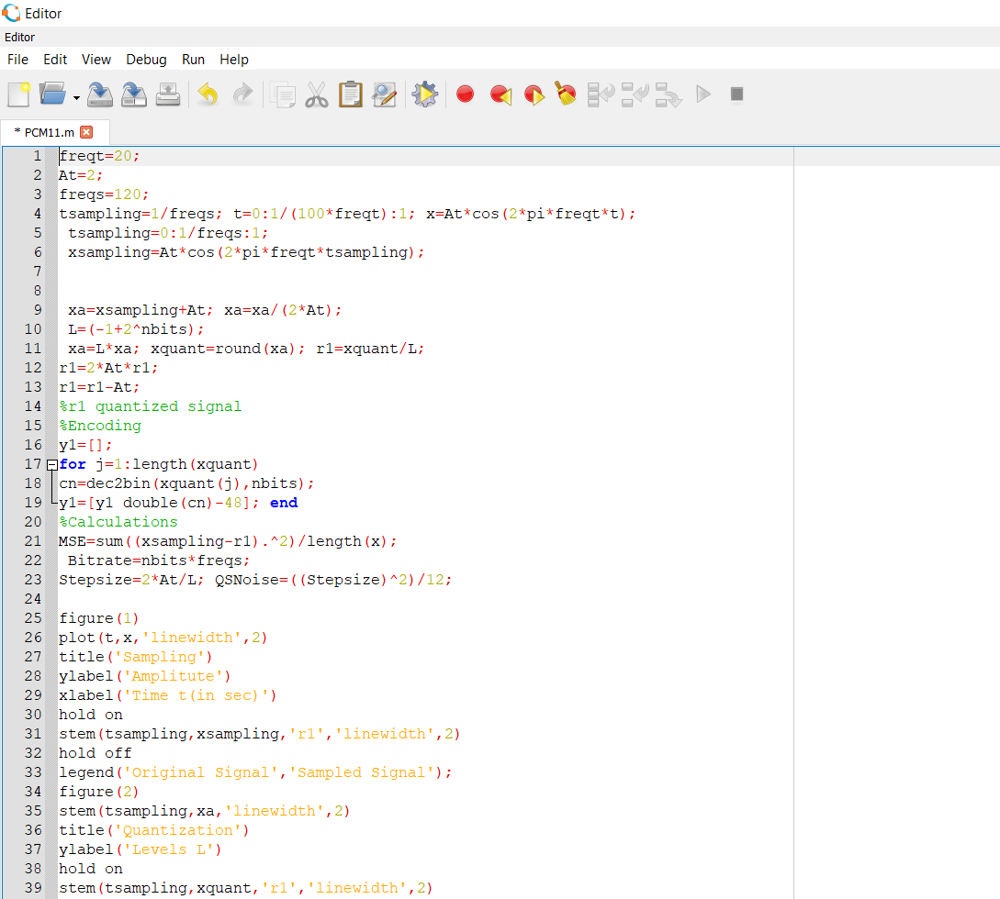 Editor
Editor
File Edit View Debug Run Help
* PCM11.m
1 freqt=20;
2 At=2;
3 freqs=120;
4 tsampling=1/freqs; t=0:1/(100*freqt):1; x=At*cos(2*pi*freqt*t);
5 tsampling=0:1/freqs:1;
6 xsampling=At*cos(2*pi*freqt*tsampling);
7
8
9 xa=xsampling+At; xa=xa/(2*At);
10 L=(-1+2^nbits);
11 xa=L*xa; xquant=round(xa); r1=xquant/L;
12 r1=2*At*r1;
13 r1=r1-At;
14 %r1 quantized signal
15 %Encoding
16 y1=[];
17 for j=1:length(xquant)
18 cn=dec2bin(xquant(j),nbits);
19 y1=[y1 double(cn)-48]; end
20 %Calculations
21 MSE=sum((xsampling-r1).^2)/length(x);
22 Bitrate=nbits*freqs;
23 Stepsize=2*At/L; QSNoise=((Stepsize)^2)/12;
24
25 figure(1)
26 plot(t,x,'linewidth',2)
27 title('Sampling')
28 ylabel('Amplitute')
29 xlabel('Time t(in sec)')
30 hold on
31 stem(tsampling,xsampling,'r1','linewidth',2)
32 hold off
33 legend('Original Signal','Sampled Signal');
34 figure(2)
35 stem(tsampling,xa,'linewidth',2)
36 title('Quantization')
37 ylabel('Levels L')
38 hold on
39 stem(tsampling,xquant,'r1','linewidth',2)